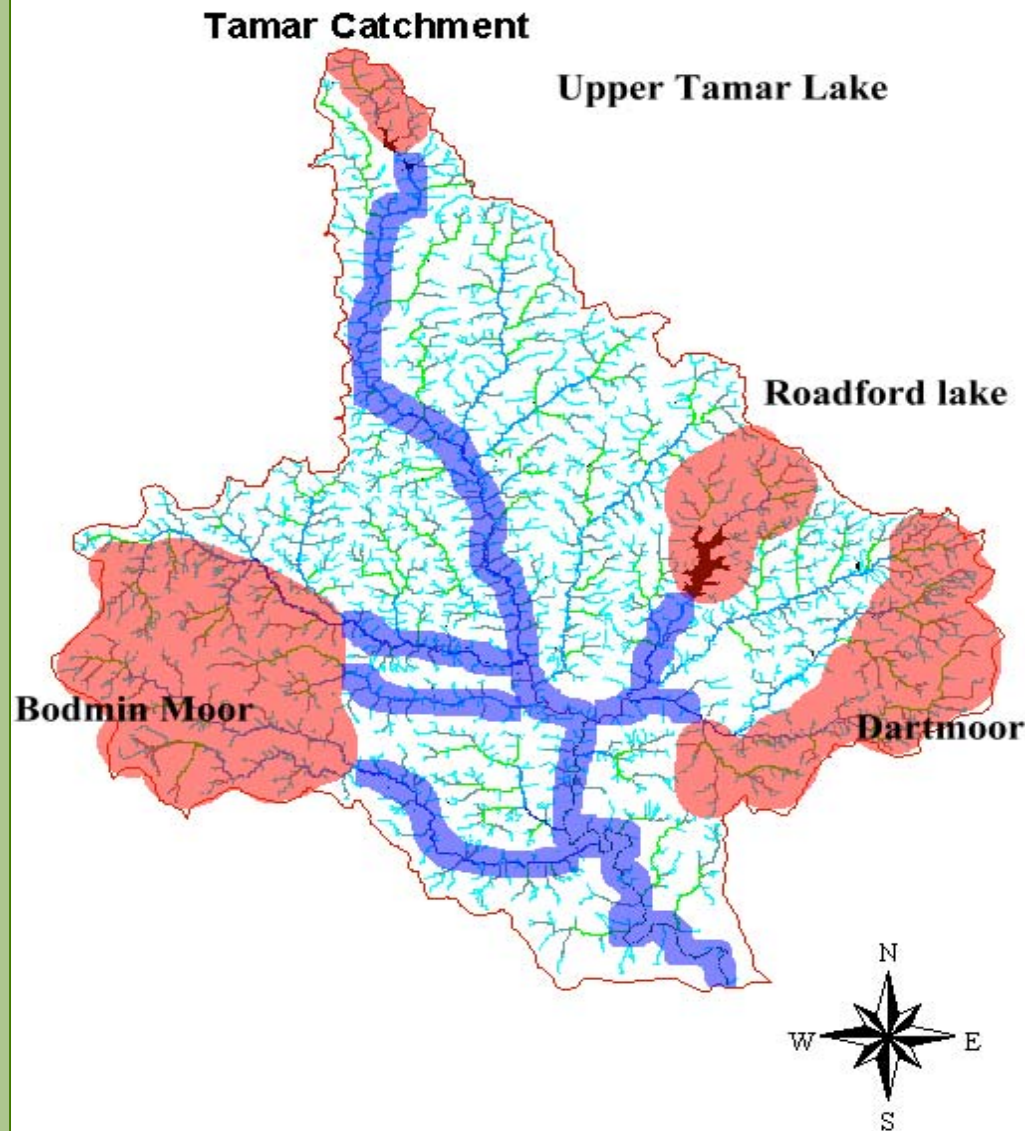 Tamar Catchment
Upper Tamar Lake
Roadford lake
Bodmin Moor
Dartmoor
N
W E
S